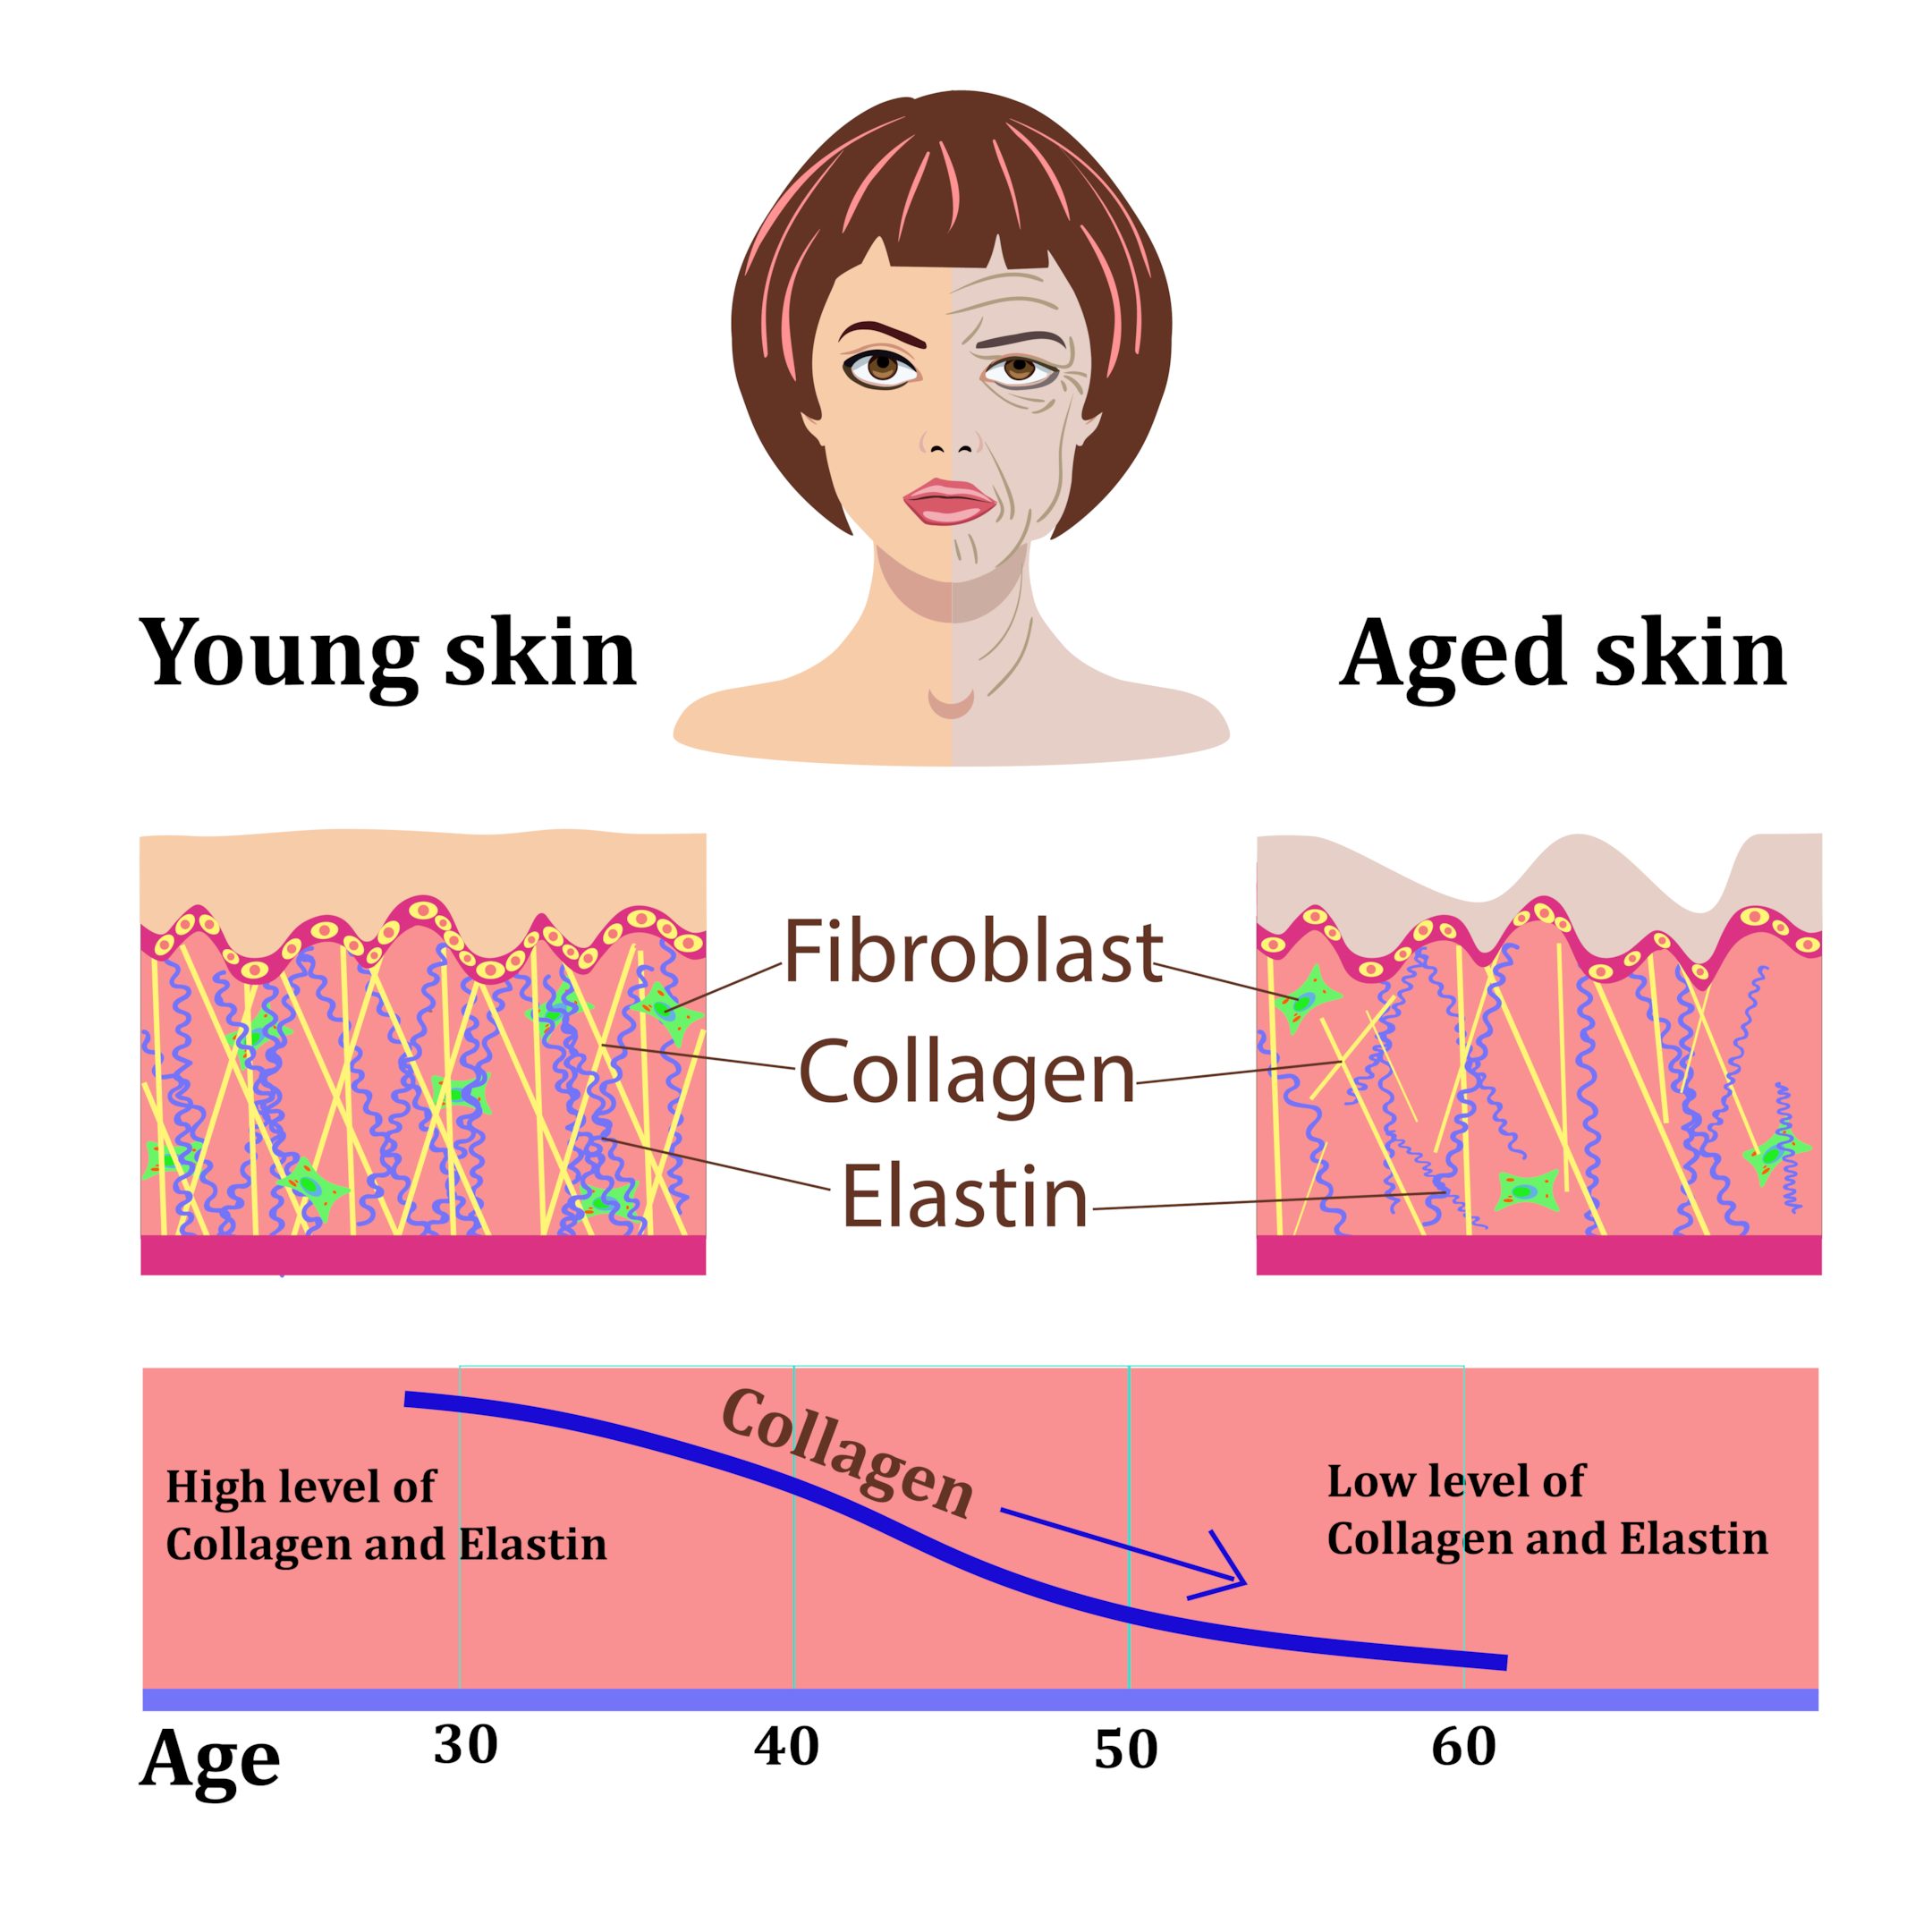 Young skin
Aged skin
Fibroblast
Collagen
Elastin
Collagen
High level of
Collagen and Elastin
Low level of
Collagen and Elastin
Age
30
40
50
60